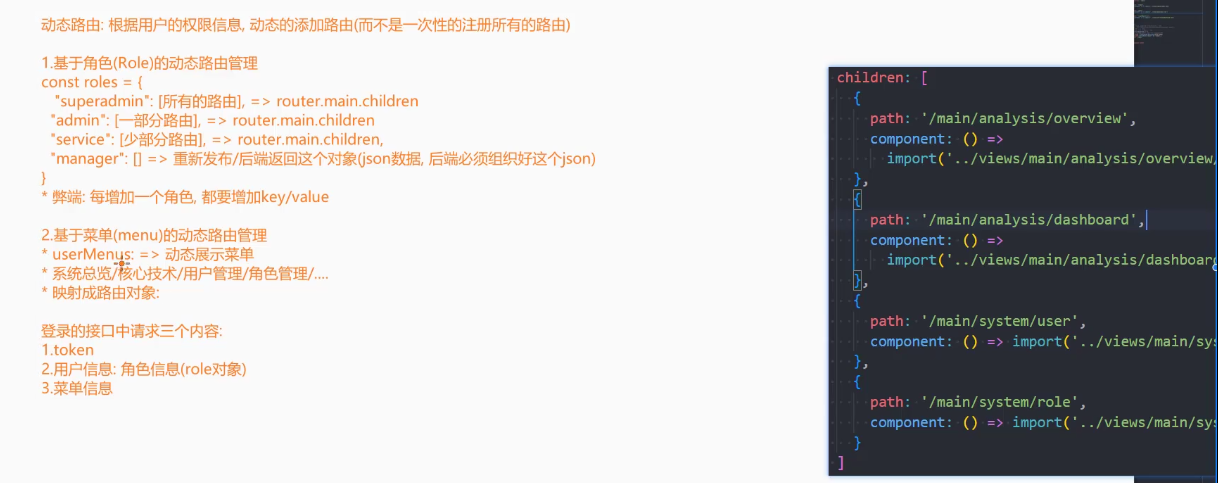 动态路由: 根据用户的权限信息, 动态的添加路由(而不是一次性的注册所有的路由)
1.基于角色(Role)的动态路由管理
const roles = {
"superadmin": [所有的路由], => router.main.children
"admin": [一部分路由], => router.main.children
"service": [少部分路由], => router.main.children,
"manager": [] => 重新发布/后端返回这个对象(json数据, 后端必须组织好这个json)
}
* 弊端: 每增加一个角色, 都要增加key/value
2.基于菜单(menu)的动态路由管理
* userMenus: => 动态展示菜单
* 系统总览/核心技术/用户管理/角色管理/....
* 映射成路由对象:
登录的接口中请求三个内容:
1.token
2.用户信息: 角色信息(role对象)
3.菜单信息
children: [
{
path: '/main/analysis/overview',
component: () =>
import('../views/main/analysis/overview/
},
{
path: '/main/analysis/dashboard',
component: () =>
import('../views/main/analysis/dashboard
},
{
path: '/main/system/user',
component: () => import('../views/main/sys
},
{
path: '/main/system/role',
component: () => import('../views/main/sys
}
]